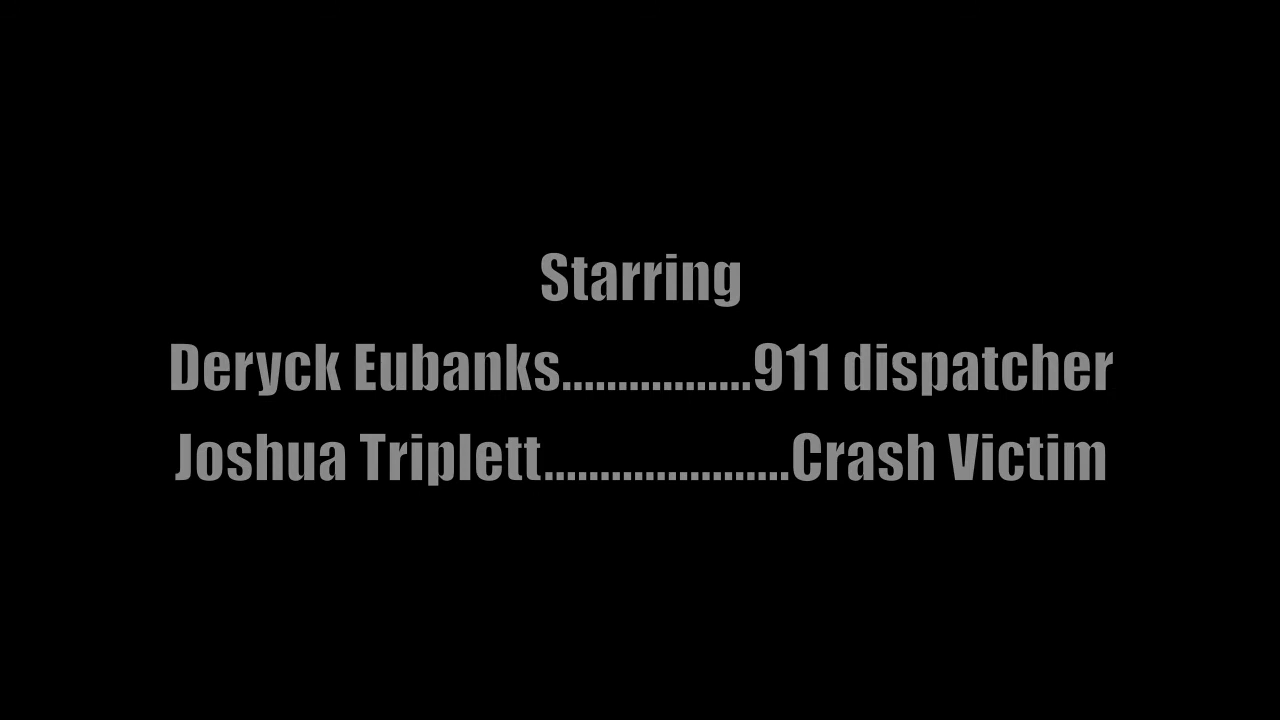 Starring
Deryck Eubanks.................911 dispatcher
Joshua Triplett......................Crash Victim